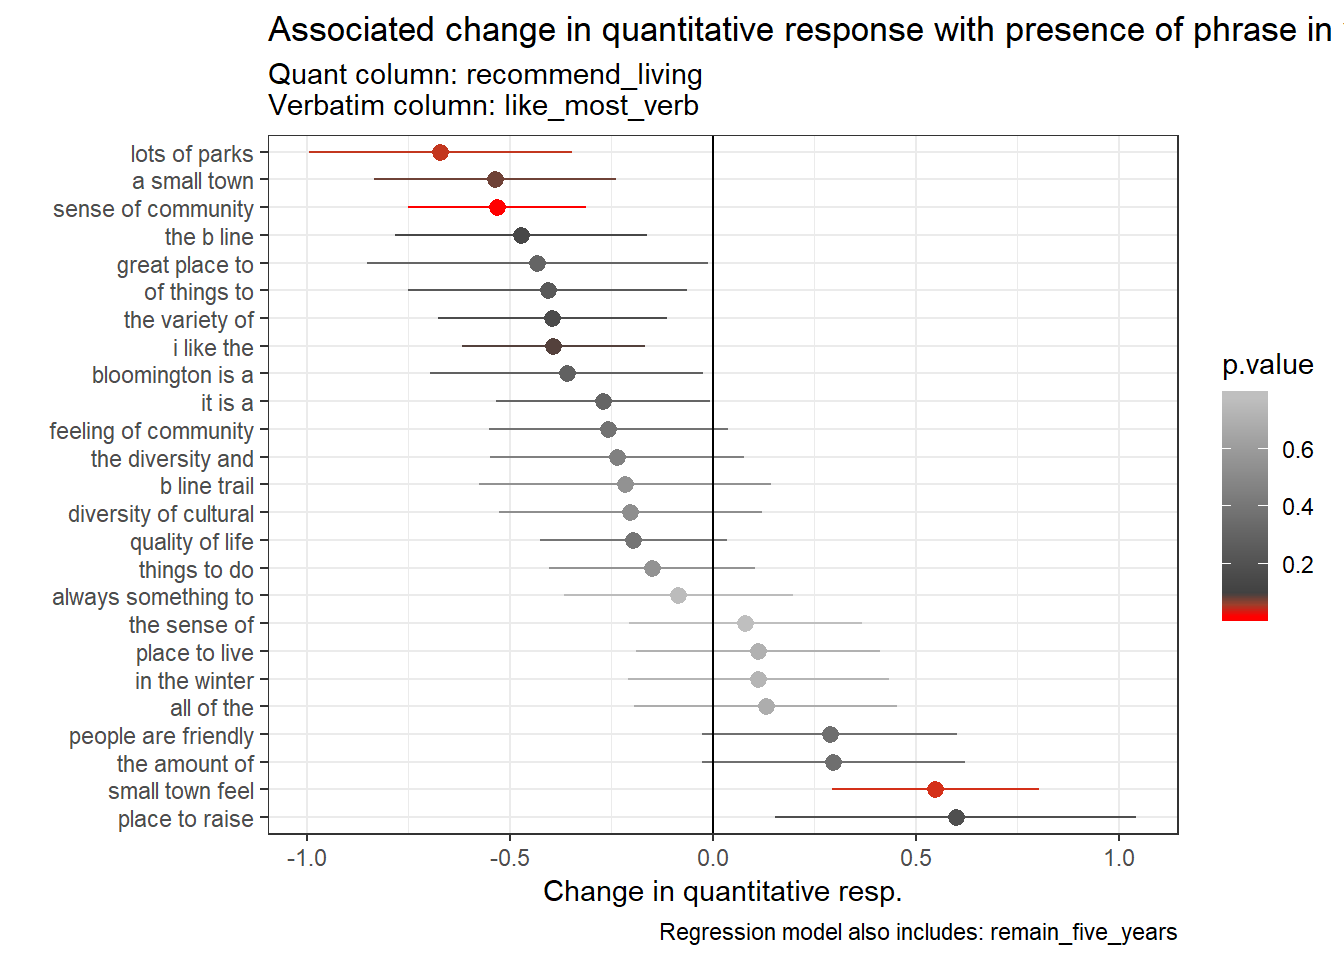 Associated change in quantitative response with presence of phrase in
Quant column: recommend_living
Verbatim column: like_most_verb
lots of parks
a small town
sense of community
the b line
great place to
of things to
the variety of
i like the
bloomington is a
it is a
feeling of community
the diversity and
b line trail
diversity of cultural
quality of life
things to do
always something to
the sense of
place to live
in the winter
all of the
people are friendly
the amount of
small town feel
place to raise
-1.0 -0.5 0.0 0.5 1.0
Change in quantitative resp.
Regression model also includes: remain_five_years
p.value
0.6
0.4
0.2